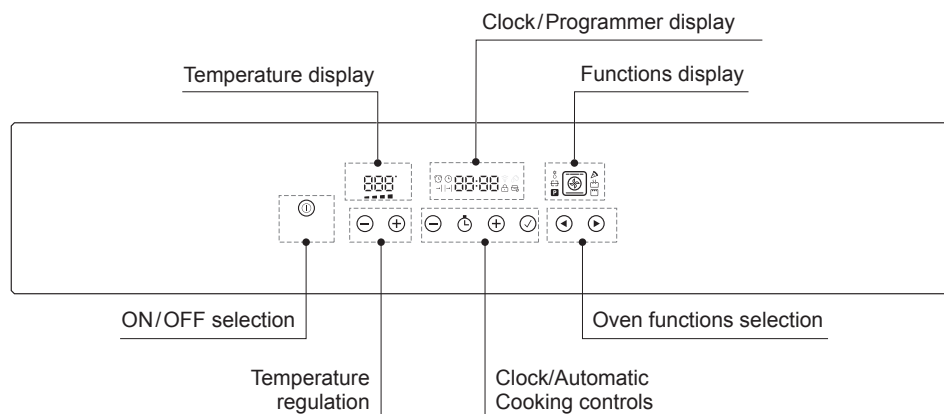 Clock/Programmer display
Temperature display
Functions display
888°
88:88
P
ON/OFF selection
Oven functions selection
Temperature
regulation
Clock/Automatic
Cooking controls